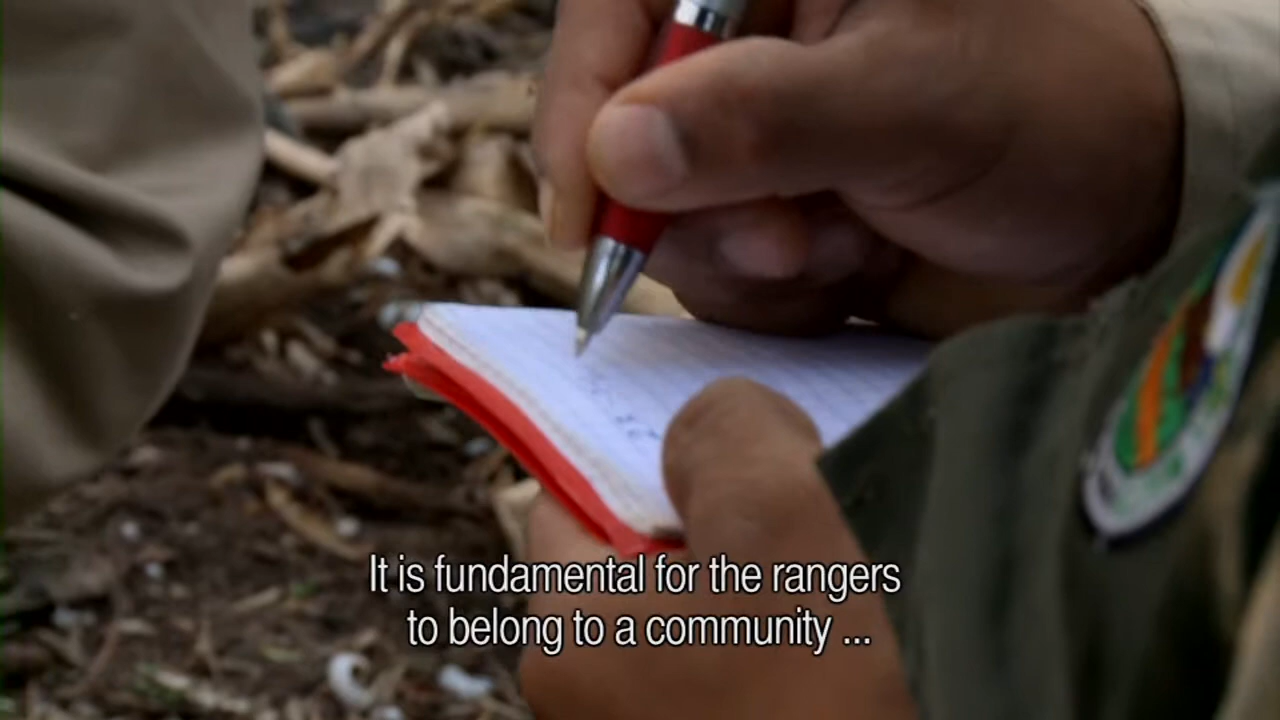 It is fundamental for the rangers
to belong to a community ...